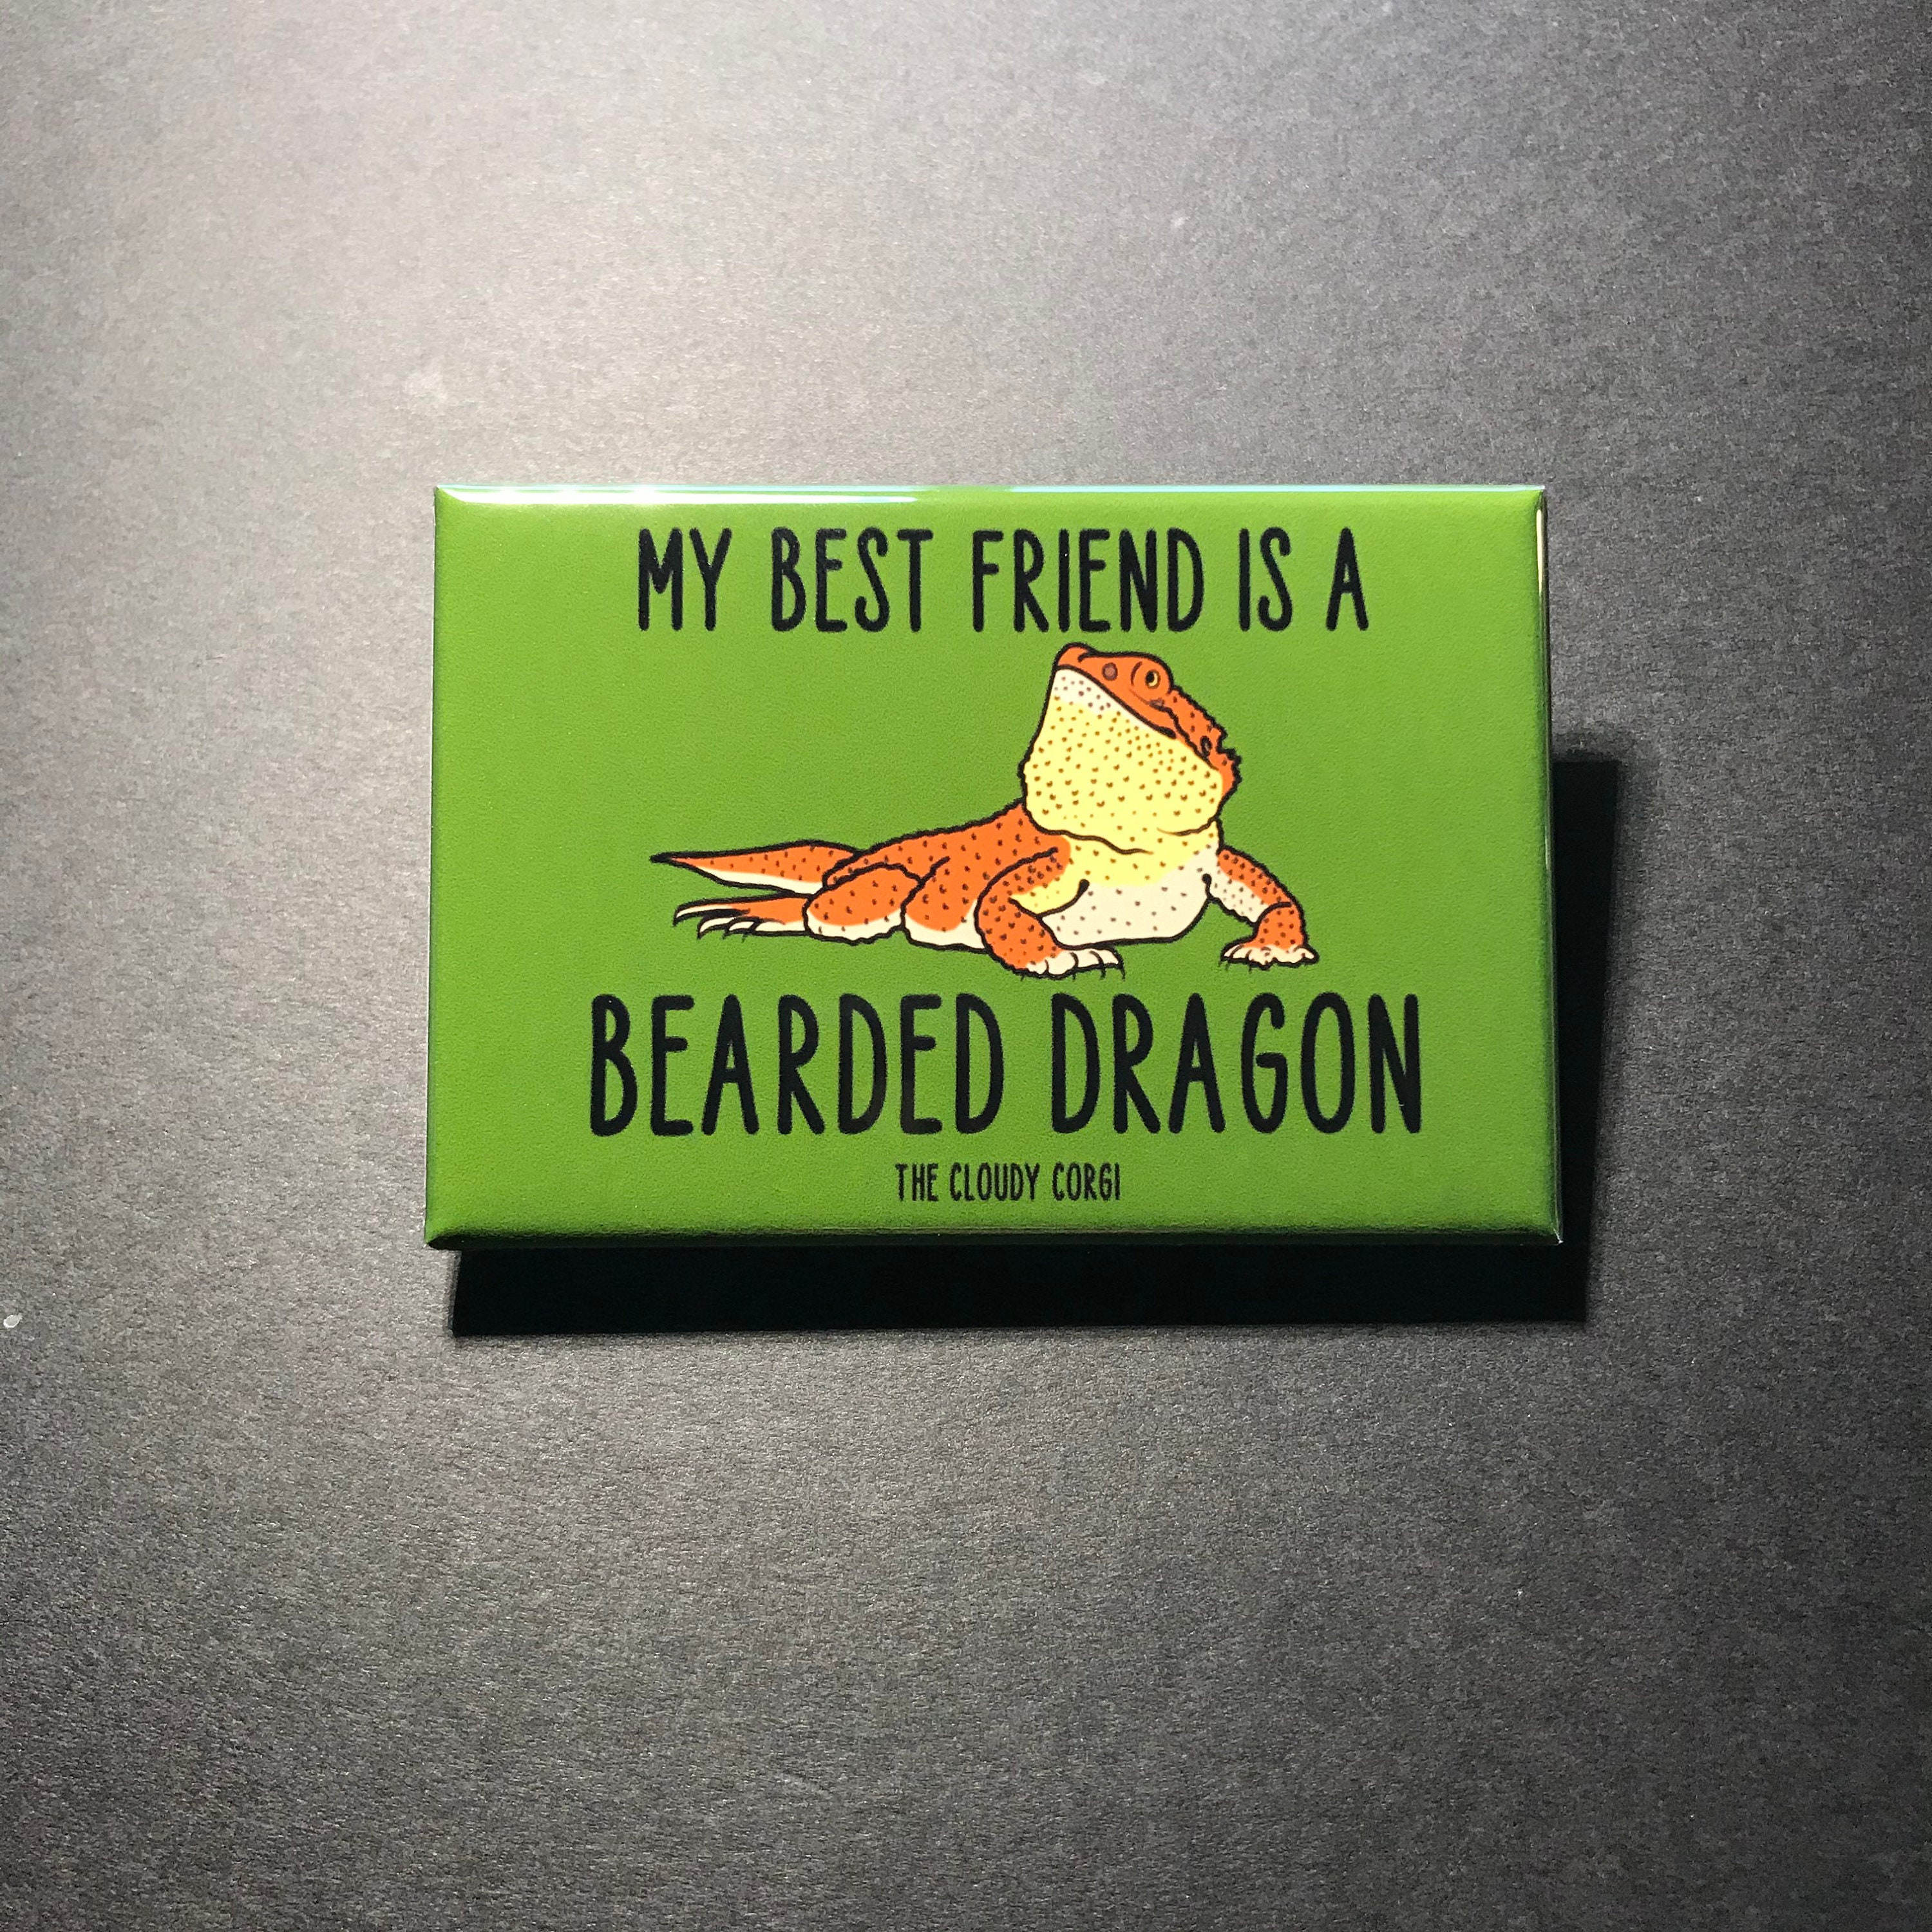 MY BEST FRIEND IS A
BEARDED DRAGON
THE CLOUDY CORGI